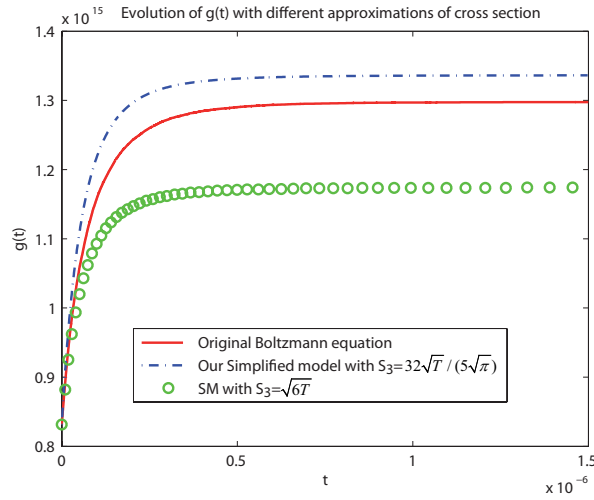 Evolution of g(t) with different approximations of cross section
x 10^15
1.4
1.3
1.2
1.1
1
0.9
0.8
g(t)
Original Boltzmann equation
Our Simplified model with S₃=32√T / (5√π)
SM with S₃=√6T
0
0.5
1
1.5
t
x 10^-6